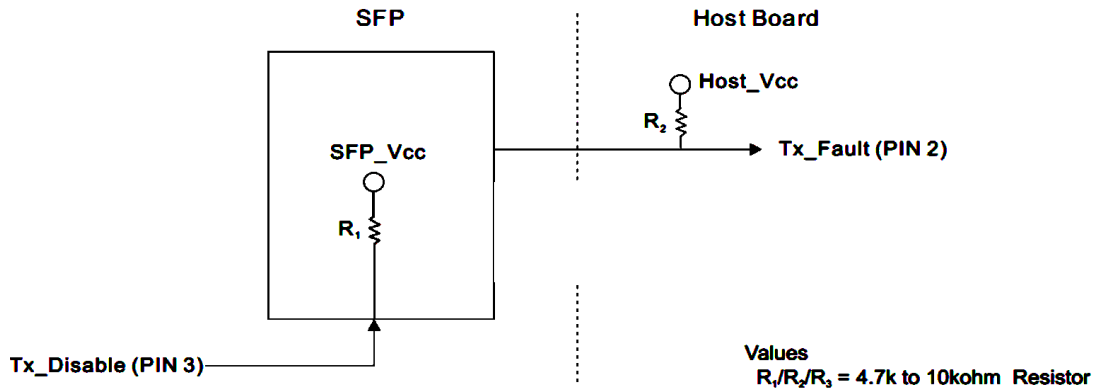 SFP
Host Board
Host_Vcc
R₂
Tx_Fault (PIN 2)
SFP_Vcc
R₁
Tx_Disable (PIN 3)
Values
R₁/R₂/R₃ = 4.7k to 10kohm Resistor